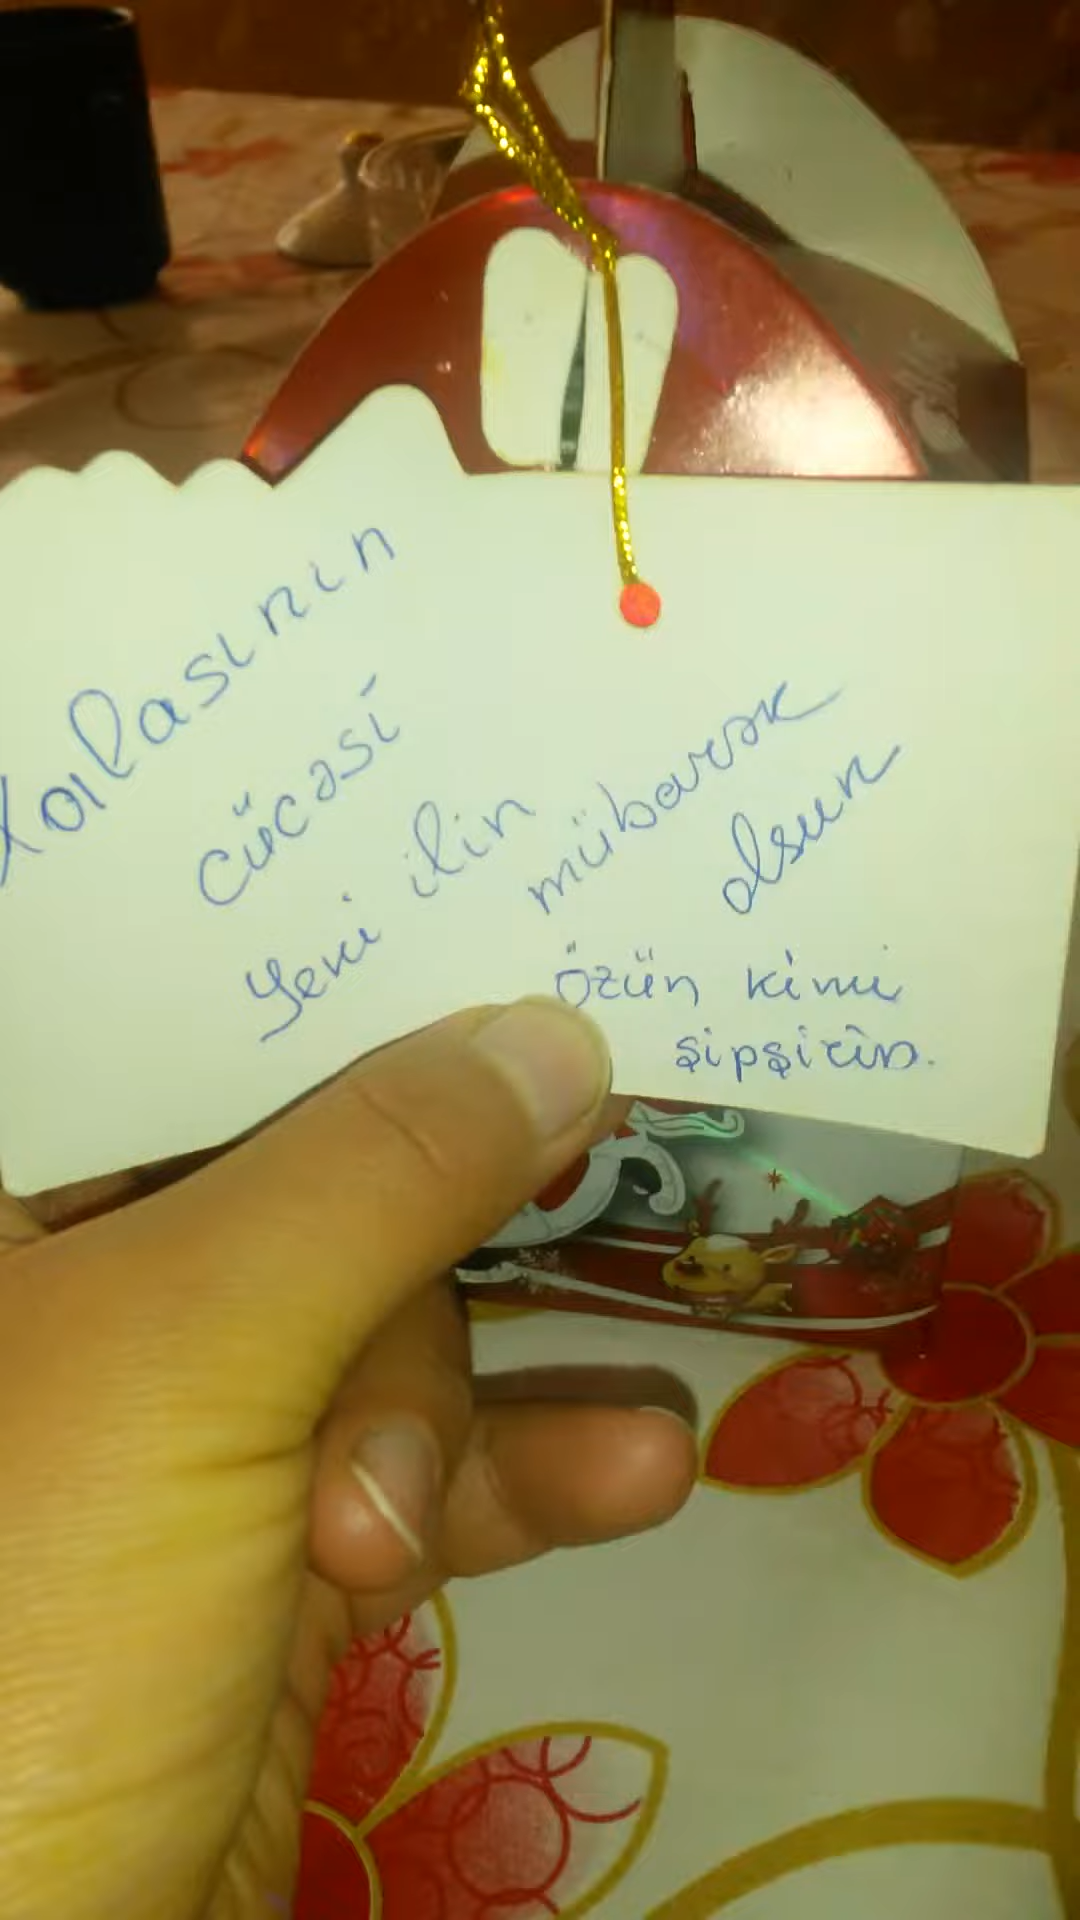 Xalasının
cücəsi
Yeni ilin mübarək
olsun
Özün kimi
şipşirin.